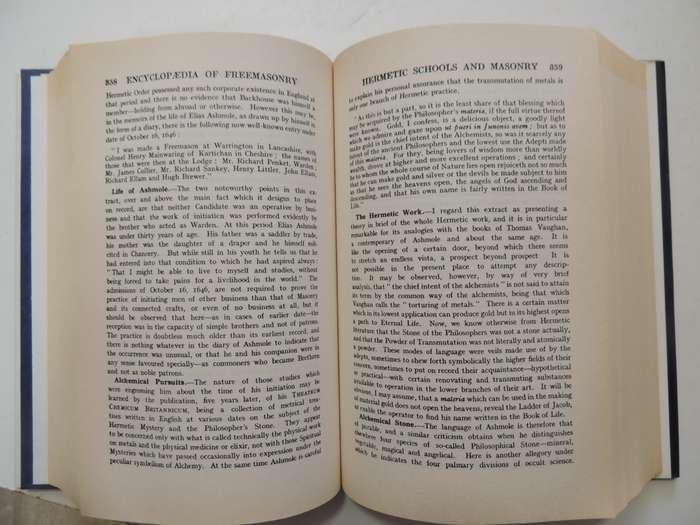 358 ENCYCLOPÆDIA OF FREEMASONRY
Hermetic Order possessed any such corporate existence in England at
that period and there is no evidence that Backhouse was himself a
member—holding from abroad or otherwise. However this may be,
in the memoirs of the life of Elias Ashmole, as drawn up by himself in
the form of a diary, there is the following now well-known entry under
date of October 16, 1646:
"I was made a Freemason at Warrington in Lancashire, with
Colonel Henry Mainwaring of Kartichan in Cheshire; the names of
those that were then at the Lodge: Mr. Richard Penket, Warden;
Mr. James Collier, Mr. Richard Sankey, Henry Littler, John Ellam,
Richard Ellam and Hugh Brewer."
Life of Ashmole.—The two noteworthy points in this ex-
tract, over and above the main fact which it designs to place
on record, are that neither Candidate was an operative by busi-
ness and that the work of initiation was performed evidently by
the brother who acted as Warden. At this period Elias Ashmole
was under thirty years of age. His father was a saddler by trade,
his mother was the daughter of a draper and he himself soli-
cited in Chancery. But while still in his youth he tells us that he
had entered into that condition to which he had aspired always:
"That I might be able to live to myself and studies, without
being forced to take pains for a livelihood in the world." The
admissions of October 16, 1646, are not required to prove the
practice of initiating men of other business than that of Masonry
and its connected crafts, or even of no business at all, but it
should be observed that here—as in cases of earlier date—the
reception was in the capacity of simple brothers and not of patrons.
The practice is doubtless much older than its earliest record, and
there is nothing whatever in the diary of Ashmole to indicate that
the occurrence was unusual, or that he and his companion were in
any sense favoured specially—as commoners who became Brethren
and not as noble patrons.
Alchemical Pursuits.—The nature of those studies which
were engrossing him about the time of his initiation may be
learned by the publication, five years later, of his THEATRUM
CHEMICUM BRITANNICUM, being a collection of metrical trea-
tises written in English at various dates on the subject of the
Hermetic Mystery and the Philosopher's Stone. They appear
to be concerned only with what is called technically the physical work
on metals and the physical medicine or elixir, not with those Spiritual
Mysteries which have passed occasionally into expression under the
peculiar symbolism of Alchemy. At the same time Ashmole is careful
HERMETIC SCHOOLS AND MASONRY 359
to explain his personal assurance that the transmutation of metals is
only one branch of Hermetic practice.
"As this is but a part, so it is the least share of that blessing which
may be acquired by the Philosopher's materia, if the full virtue thereof
were known. Gold, I confess, is a delicious object, a goodly light
which we admire and gaze upon ut pueri in Junonis avem; but as to
make gold is the chief intent of the Alchemists, so was it scarcely any
intent of the ancient Philosophers and the lowest use the Adepti made
of this materia. For they, being lovers of wisdom more than worldly
wealth, drove at higher and more excellent operations; and certainly
he to whom the whole course of Nature lies open rejoiceth not so much
that he can make gold and silver or the devils be made subject to him
as that he sees the heavens open, the angels of God ascending and
descending, and that his own name is fairly written in the Book of
Life."
The Hermetic Work.—I regard this extract as presenting a
theory in brief of the whole Hermetic work, and it is in particular
remarkable for its analogies with the books of Thomas Vaughan,
a contemporary of Ashmole and about the same age. It is
like the opening of a certain door, beyond which there seems
to stretch an endless vista, a prospect beyond prospect. It is
not possible in the present place to attempt any descrip-
tion. It may be observed, however, by way of very brief
analysis, that "the chief intent of the alchemists" is not said to attain
its term by the common way of the alchemists, being that which
Vaughan calls the "torturing of metals." There is a certain matter
which in its lowest application can produce gold but in its highest opens
a path to Eternal Life. Now, we know otherwise from Hermetic
literature that the Stone of the Philosophers was not a stone actually,
and that the Powder of Transmutation was not literally and atomically
a powder. These modes of language were veils made use of by the
adepts, sometimes to shew forth symbolically the higher fields of their
concern, sometimes to put on record their acquaintance—hypothetical
or practical—with certain renovating and transmuting substances
available to operation in the lower branches of their art. It will be
obvious, I may assume, that a materia which can be used in the making
of material gold does not open the heavens, reveal the Ladder of Jacob,
or enable the operator to find his name written in the Book of Life.
Alchemical Stone.—The language of Ashmole is therefore that
of parable, and a similar criticism obtains when he distinguishes
elsewhere four species of so-called Philosophical Stone—mineral,
vegetable, magical and angelical. Here is another allegory under
which he indicates the four palmary divisions of occult science.